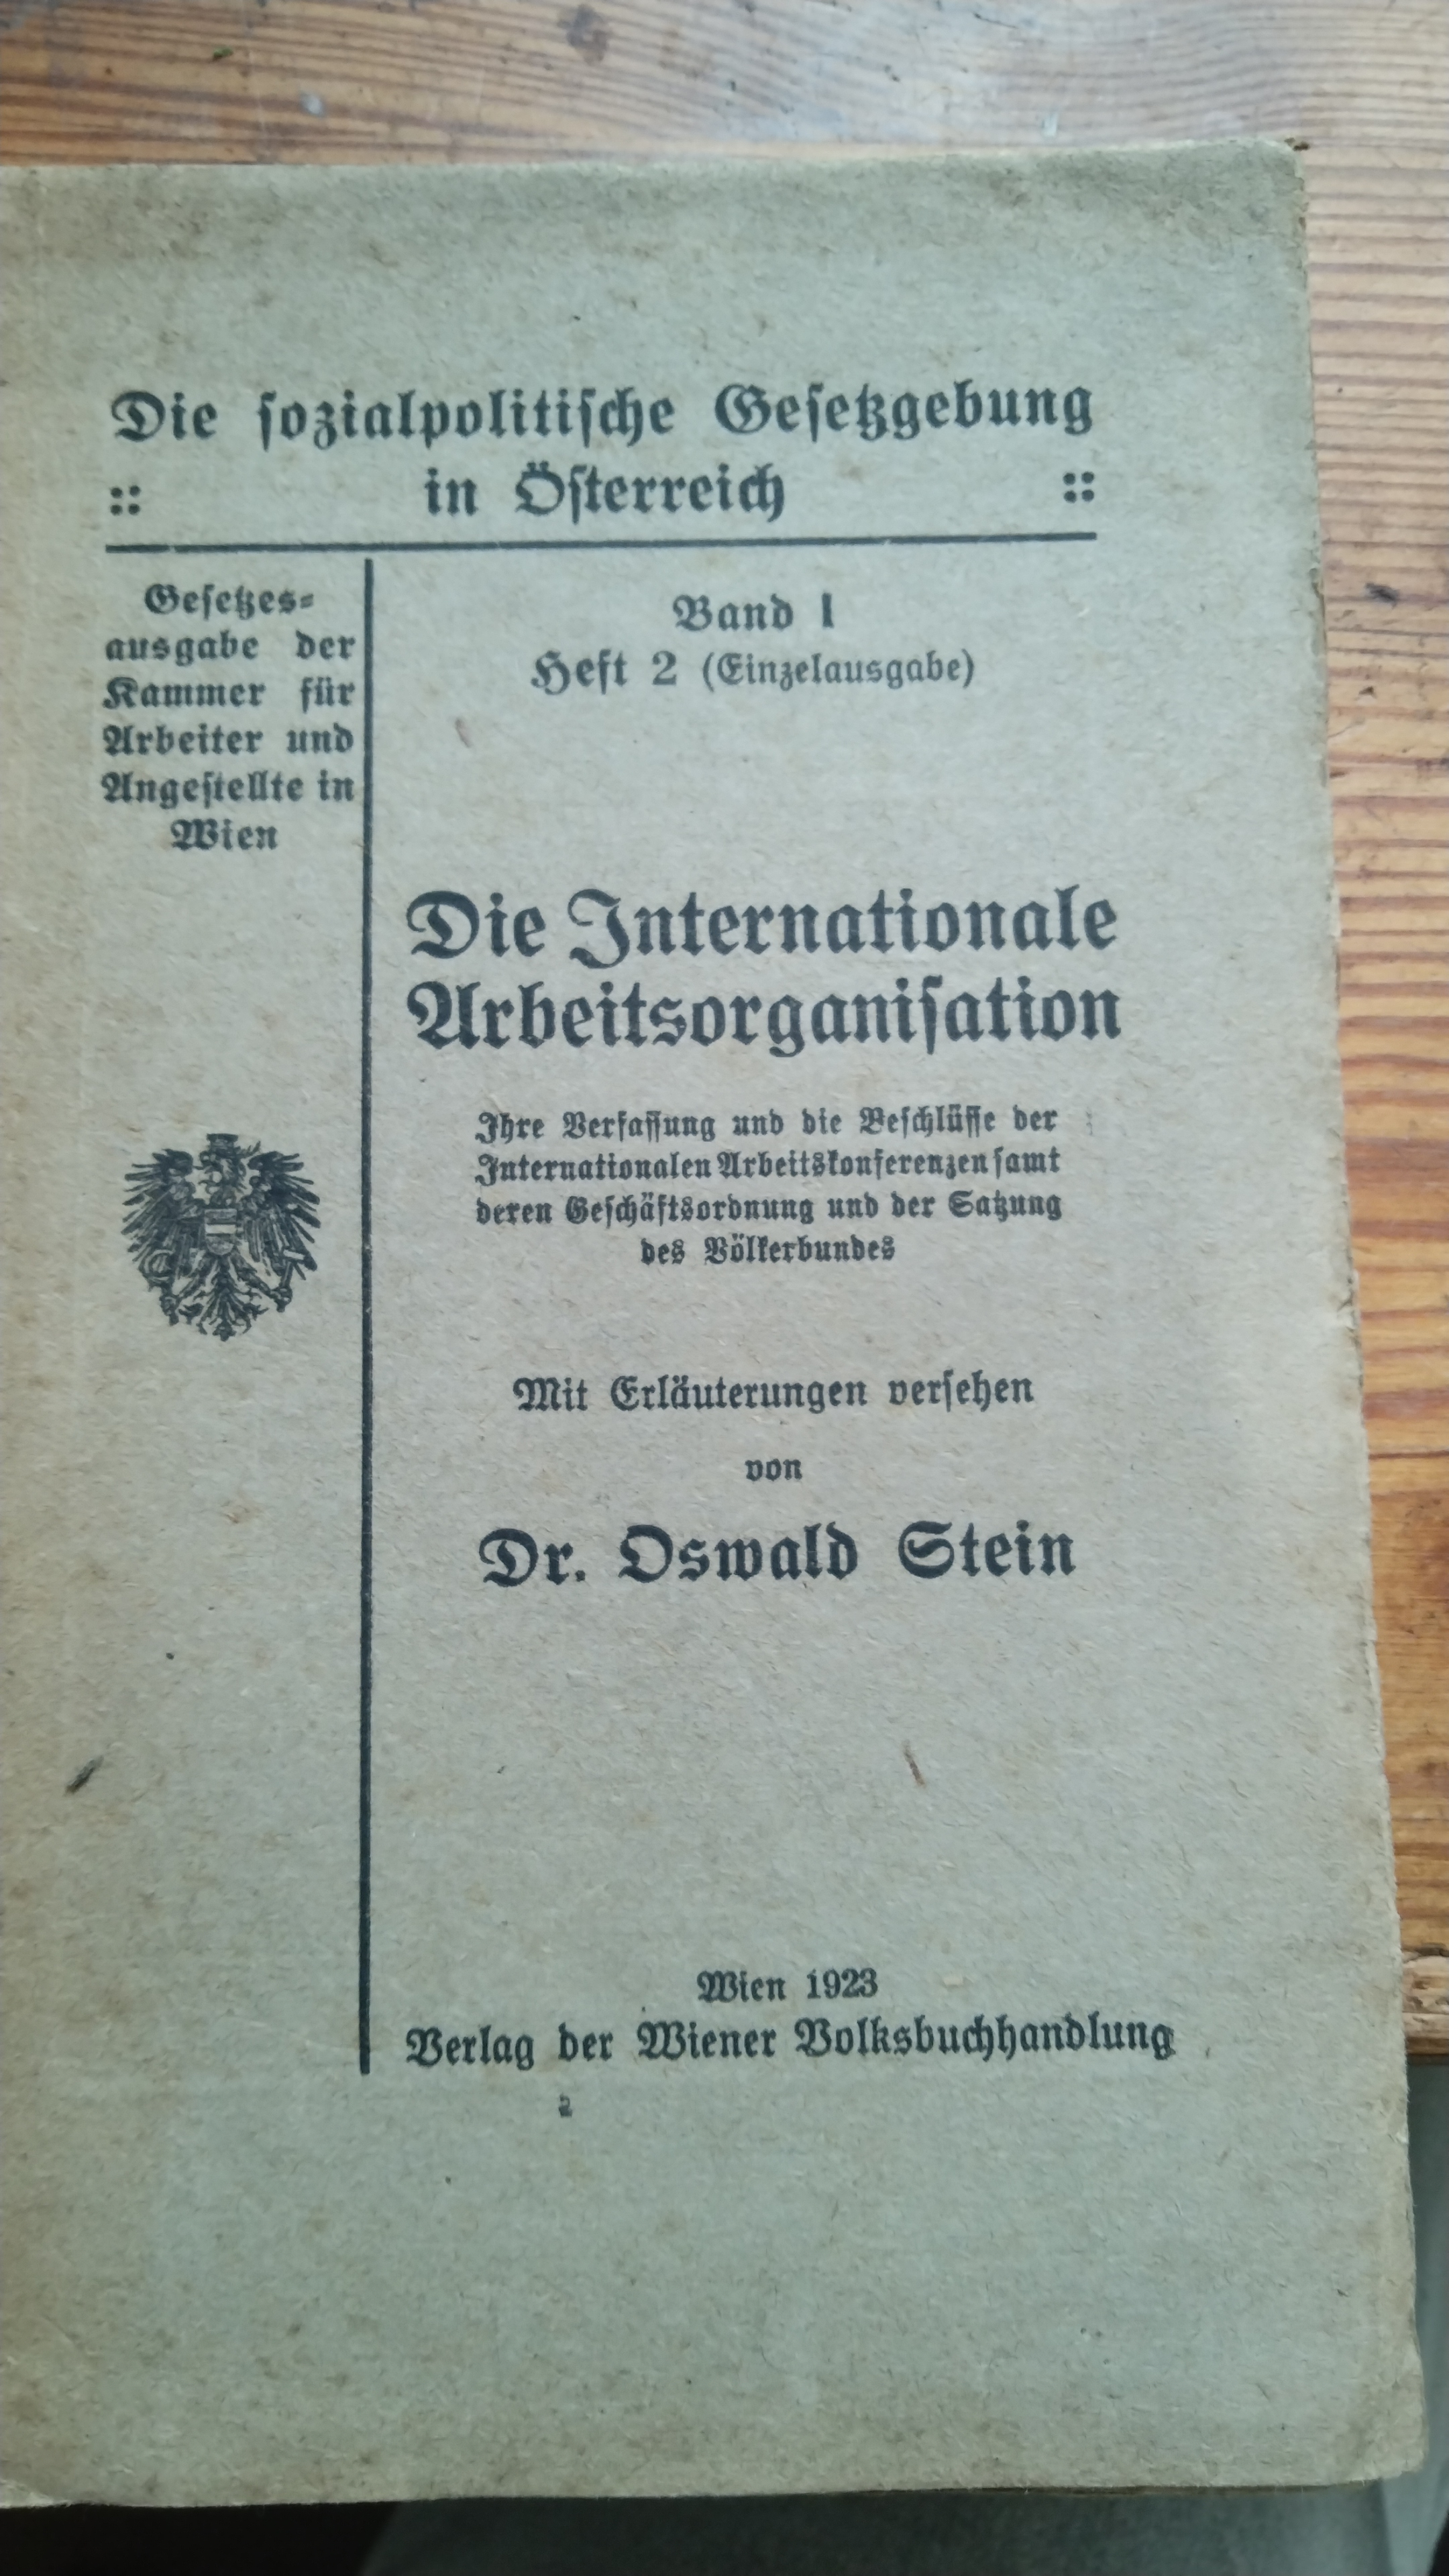 Die sozialpolitische Gesetzgebung
:: in Österreich ::
Gesetzes-
ausgabe der
Kammer für
Arbeiter und
Angestellte in
Wien
Band I
Heft 2 (Einzelausgabe)
Die Internationale
Arbeitsorganisation
Ihre Verfassung und die Beschlüsse der
Internationalen Arbeitskonferenzen samt
deren Geschäftsordnung und der Satzung
des Völkerbundes
Mit Erläuterungen versehen
von
Dr. Oswald Stein
Wien 1923
Verlag der Wiener Volksbuchhandlung
2